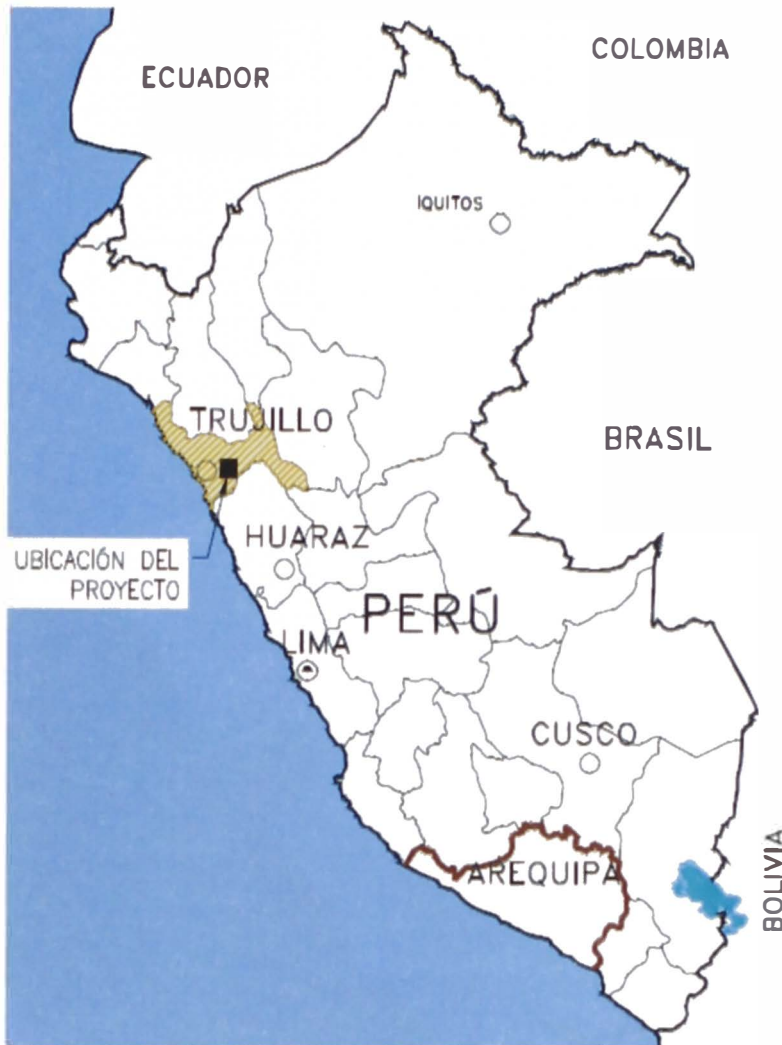 COLOMBIA
ECUADOR
IQUITOS
TRUJILLO
BRASIL
HUARAZ
UBICACIÓN DEL
PROYECTO
PERÚ
LIMA
CUSCO
AREQUIPA
BOLIVIA